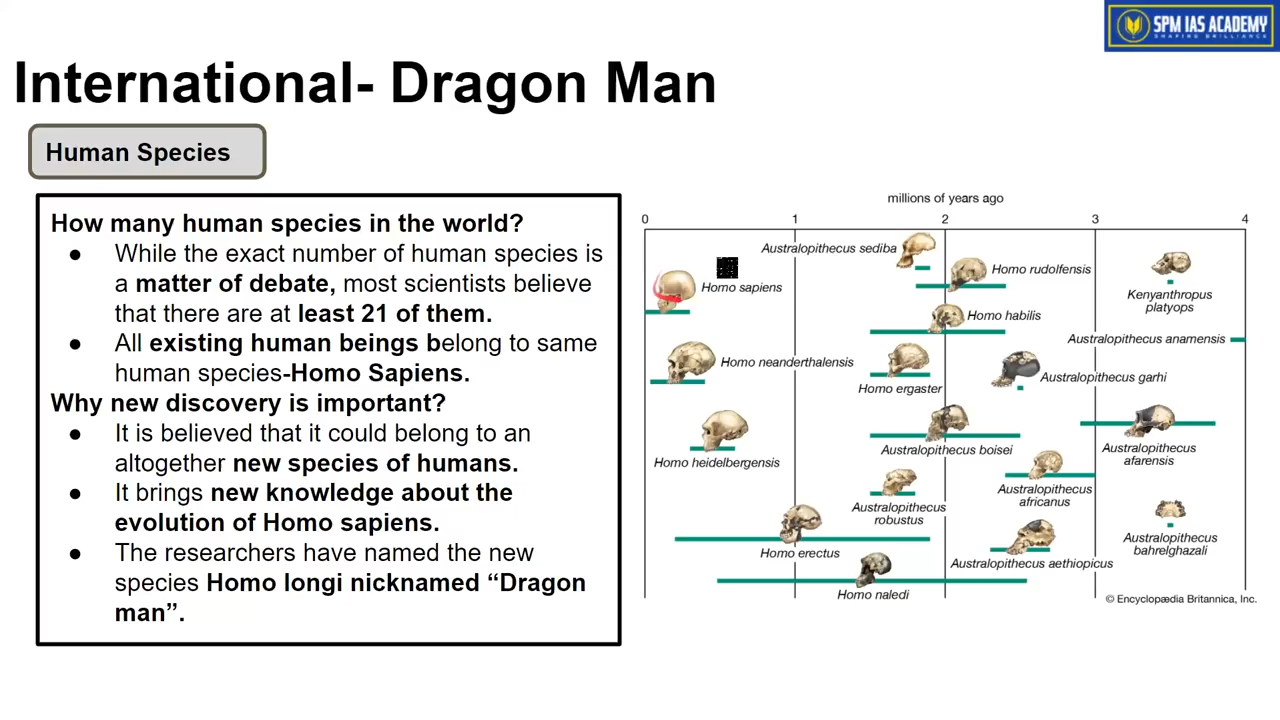 SPM IAS ACADEMY
SHAPING BRILLIANCE
International- Dragon Man
Human Species
How many human species in the world?
● While the exact number of human species is
a matter of debate, most scientists believe
that there are at least 21 of them.
● All existing human beings belong to same
human species-Homo Sapiens.
Why new discovery is important?
● It is believed that it could belong to an
altogether new species of humans.
● It brings new knowledge about the
evolution of Homo sapiens.
● The researchers have named the new
species Homo longi nicknamed “Dragon
man”.
millions of years ago
0 1 2 3 4
Australopithecus sediba
Homo rudolfensis
Homo sapiens
Kenyanthropus
platyops
Homo habilis
Australopithecus anamensis
Homo neanderthalensis
Homo ergaster
Australopithecus garhi
Homo heidelbergensis
Australopithecus boisei
Australopithecus
afarensis
Australopithecus
robustus
Australopithecus
africanus
Homo erectus
Australopithecus aethiopicus
Australopithecus
bahrelghazali
Homo naledi
© Encyclopædia Britannica, Inc.